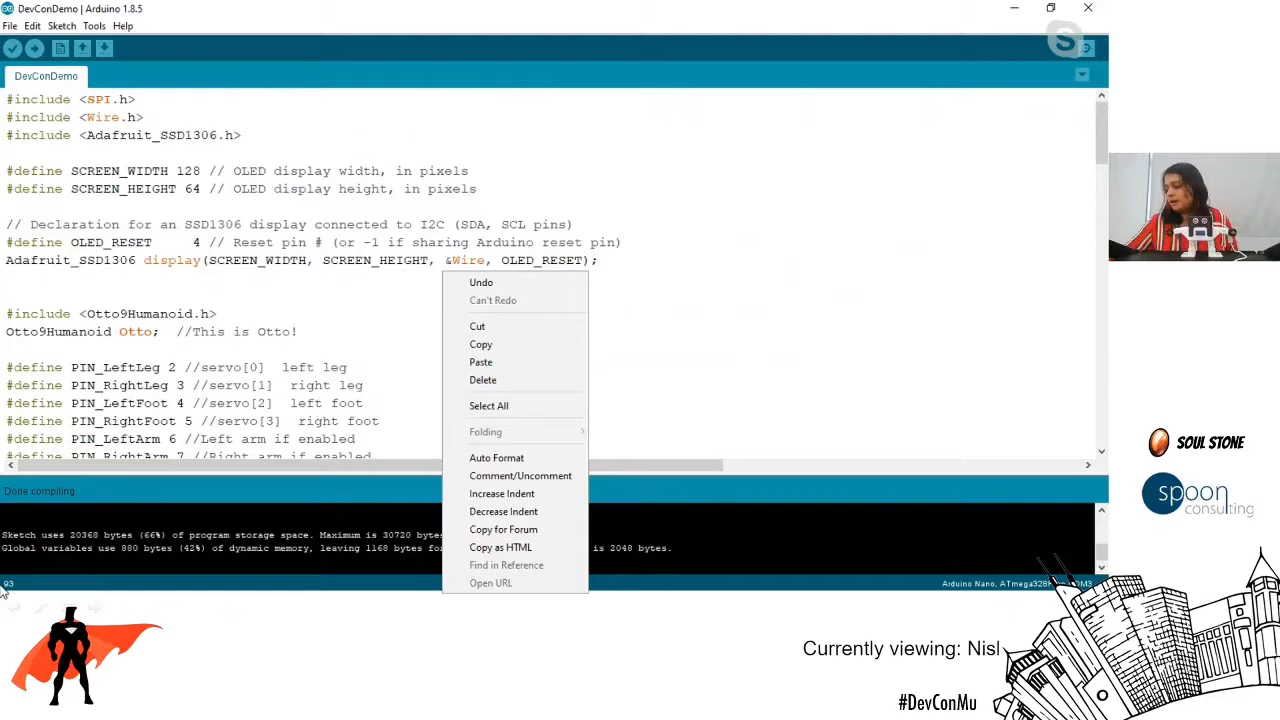 DevConDemo | Arduino 1.8.5
File Edit Sketch Tools Help
DevConDemo
#include <SPI.h>
#include <Wire.h>
#include <Adafruit_SSD1306.h>
#define SCREEN_WIDTH 128 // OLED display width, in pixels
#define SCREEN_HEIGHT 64 // OLED display height, in pixels
// Declaration for an SSD1306 display connected to I2C (SDA, SCL pins)
#define OLED_RESET     4 // Reset pin # (or -1 if sharing Arduino reset pin)
Adafruit_SSD1306 display(SCREEN_WIDTH, SCREEN_HEIGHT, &Wire, OLED_RESET);
#include <Otto9Humanoid.h>
Otto9Humanoid Otto;  //This is Otto!
#define PIN_LeftLeg 2 //servo[0]  left leg
#define PIN_RightLeg 3 //servo[1]  right leg
#define PIN_LeftFoot 4 //servo[2]  left foot
#define PIN_RightFoot 5 //servo[3]  right foot
#define PIN_LeftArm 6 //Left arm if enabled
#define PIN_RightArm 7 //Right arm if enabled
Undo
Can't Redo
Cut
Copy
Paste
Delete
Select All
Folding
Auto Format
Comment/Uncomment
Increase Indent
Decrease Indent
Copy for Forum
Copy as HTML
Find in Reference
Open URL
Done compiling.
Sketch uses 20368 bytes (66%) of program storage space. Maximum is 30720 bytes
Global variables use 880 bytes (42%) of dynamic memory, leaving 1168 bytes for is 2048 bytes.
93
Arduino Nano, ATmega328
SOUL STONE
spoon
consulting
Currently viewing: Nisl
#DevConMu